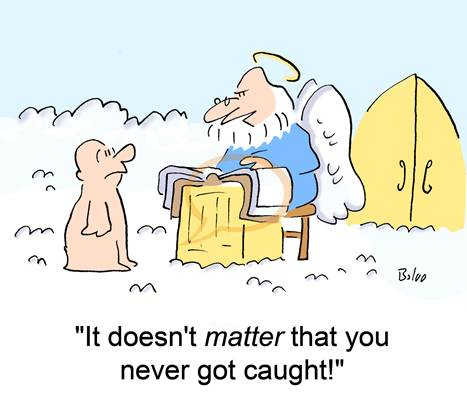 "It doesn't matter that you
never got caught!"